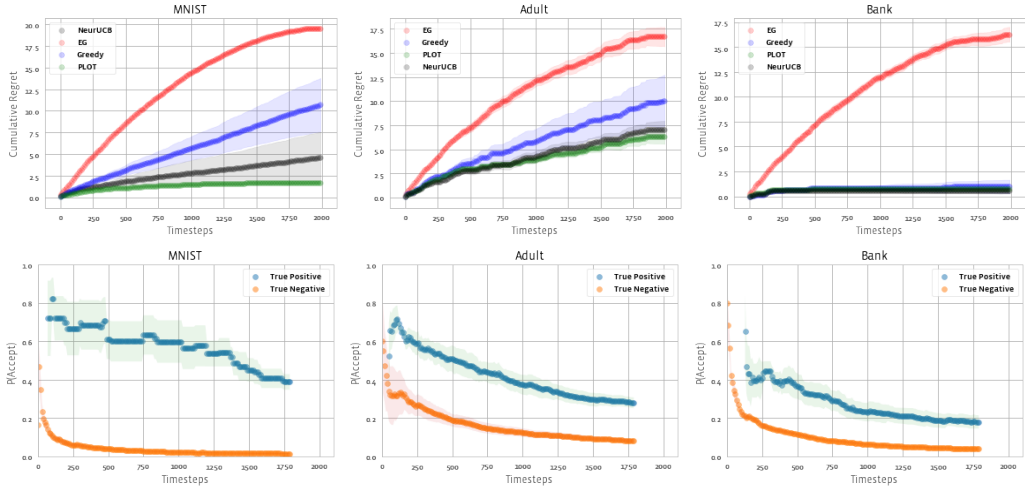 MNIST
Cumulative Regret
20.0
17.5
15.0
12.5
10.0
7.5
5.0
2.5
0.0
NeurUCB
EG
Greedy
PLOT
0 250 500 750 1000 1250 1500 1750 2000
Timesteps
Adult
Cumulative Regret
17.5
15.0
12.5
10.0
7.5
5.0
2.5
0.0
EG
Greedy
PLOT
NeurUCB
0 250 500 750 1000 1250 1500 1750 2000
Timesteps
Bank
Cumulative Regret
17.5
15.0
12.5
10.0
7.5
5.0
2.5
0.0
EG
Greedy
PLOT
NeurUCB
0 250 500 750 1000 1250 1500 1750 2000
Timesteps
MNIST
P(Accept)
1.0
0.8
0.6
0.4
0.2
0.0
True Positive
True Negative
0 250 500 750 1000 1250 1500 1750 2000
Timesteps
Adult
P(Accept)
1.0
0.8
0.6
0.4
0.2
0.0
True Positive
True Negative
0 250 500 750 1000 1250 1500 1750 2000
Timesteps
Bank
P(Accept)
1.0
0.8
0.6
0.4
0.2
0.0
True Positive
True Negative
0 250 500 750 1000 1250 1500 1750 2000
Timesteps